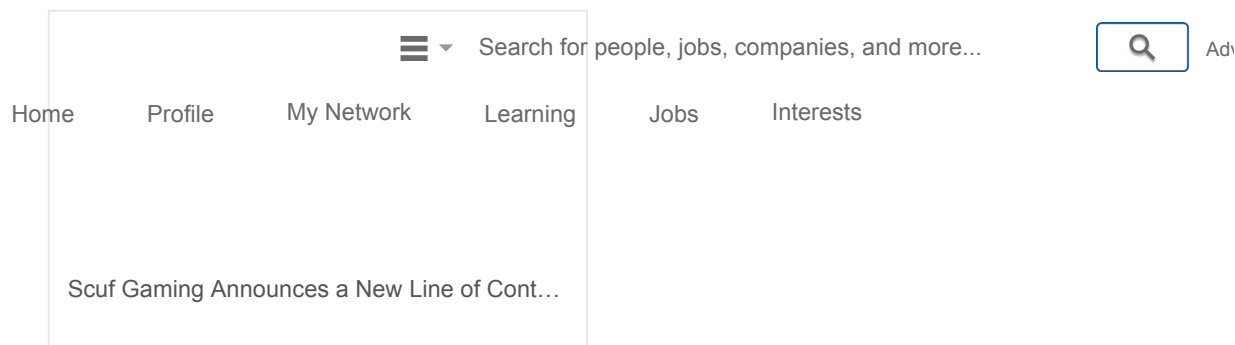 Search for people, jobs, companies, and more...
Adv
Home Profile My Network Learning Jobs Interests
Scuf Gaming Announces a New Line of Cont…